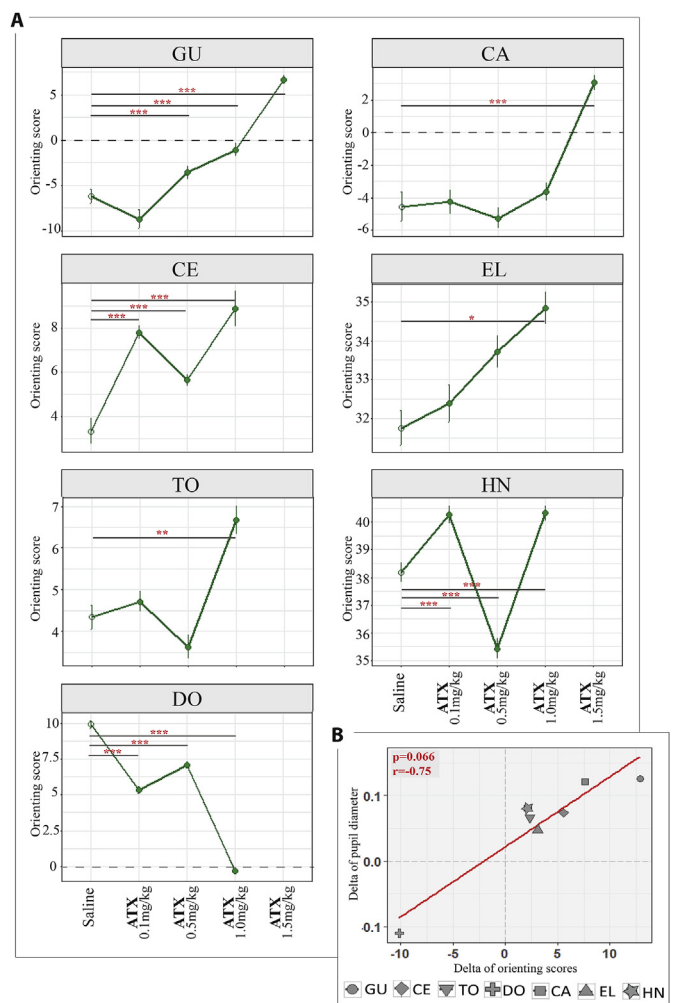 A
GU
Orienting score
5
0
-5
-10
***
***
***
CA
Orienting score
2
0
-2
-4
-6
***
CE
Orienting score
8
6
4
***
***
***
EL
Orienting score
35
34
33
32
*
TO
Orienting score
7
6
5
4
**
HN
Orienting score
40
39
38
37
36
35
***
***
***
Saline
ATX 0.1mg/kg
ATX 0.5mg/kg
ATX 1.0mg/kg
ATX 1.5mg/kg
DO
Orienting score
10
7.5
5
2.5
0
***
***
***
Saline
ATX 0.1mg/kg
ATX 0.5mg/kg
ATX 1.0mg/kg
ATX 1.5mg/kg
B
p=0.066
r=-0.75
Delta of pupil diameter
0.1
0.0
-0.1
-10
-5
0
5
10
Delta of orienting scores
GU CE TO DO CA EL HN